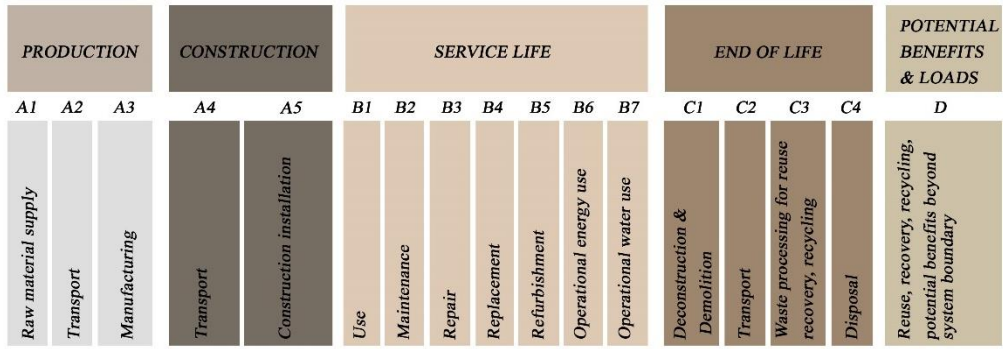 PRODUCTION
CONSTRUCTION
SERVICE LIFE
END OF LIFE
POTENTIAL
BENEFITS
& LOADS
A1 A2 A3 A4 A5 B1 B2 B3 B4 B5 B6 B7 C1 C2 C3 C4 D
Raw material supply
Transport
Manufacturing
Transport
Construction installation
Use
Maintenance
Repair
Replacement
Refurbishment
Operational energy use
Operational water use
Deconstruction &
Demolition
Transport
Waste processing for reuse
recovery, recycling
Disposal
Reuse, recovery, recycling,
potential benefits beyond
system boundary